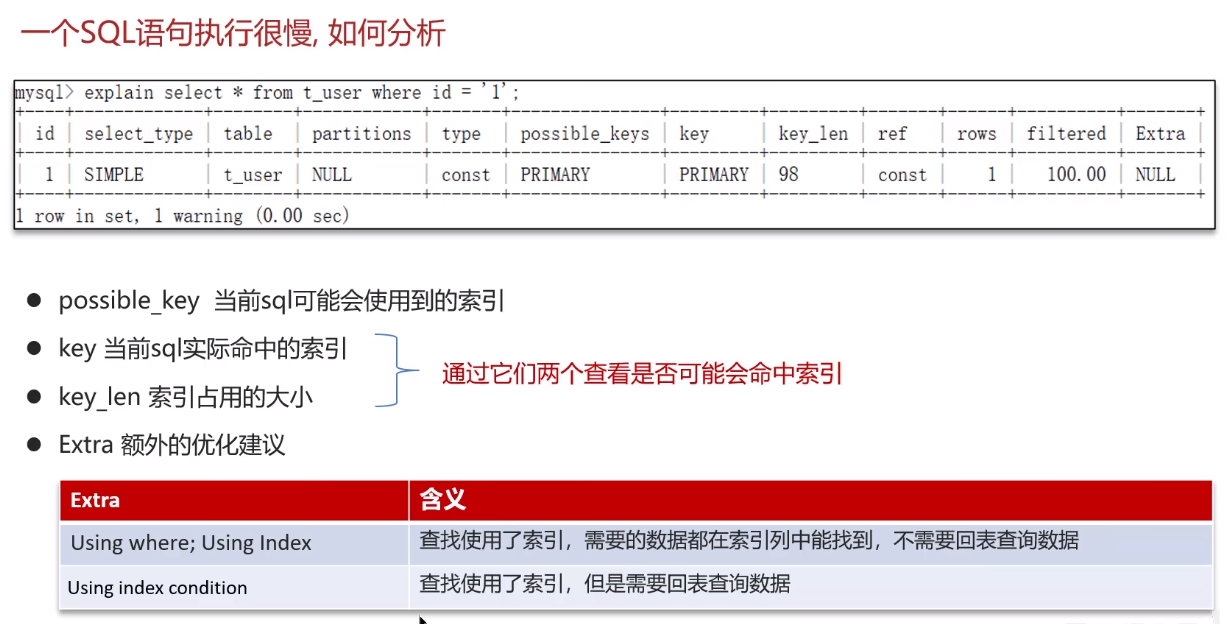 一个SQL语句执行很慢, 如何分析
mysql> explain select * from t_user where id = '1';
+----+-------------+--------+------------+-------+---------------+---------+---------+-------+------+----------+-------+
| id | select_type | table | partitions | type | possible_keys | key | key_len | ref | rows | filtered | Extra |
+----+-------------+--------+------------+-------+---------------+---------+---------+-------+------+----------+-------+
| 1 | SIMPLE | t_user | NULL | const | PRIMARY | PRIMARY | 98 | const | 1 | 100.00 | NULL |
+----+-------------+--------+------------+-------+---------------+---------+---------+-------+------+----------+-------+
1 row in set, 1 warning (0.00 sec)
● possible_key 当前sql可能会使用到的索引
● key 当前sql实际命中的索引
● key_len 索引占用的大小
通过它们两个查看是否可能会命中索引
● Extra 额外的优化建议
Extra 含义
Using where; Using Index 查找使用了索引，需要的数据都在索引列中能找到，不需要回表查询数据
Using index condition 查找使用了索引，但是需要回表查询数据